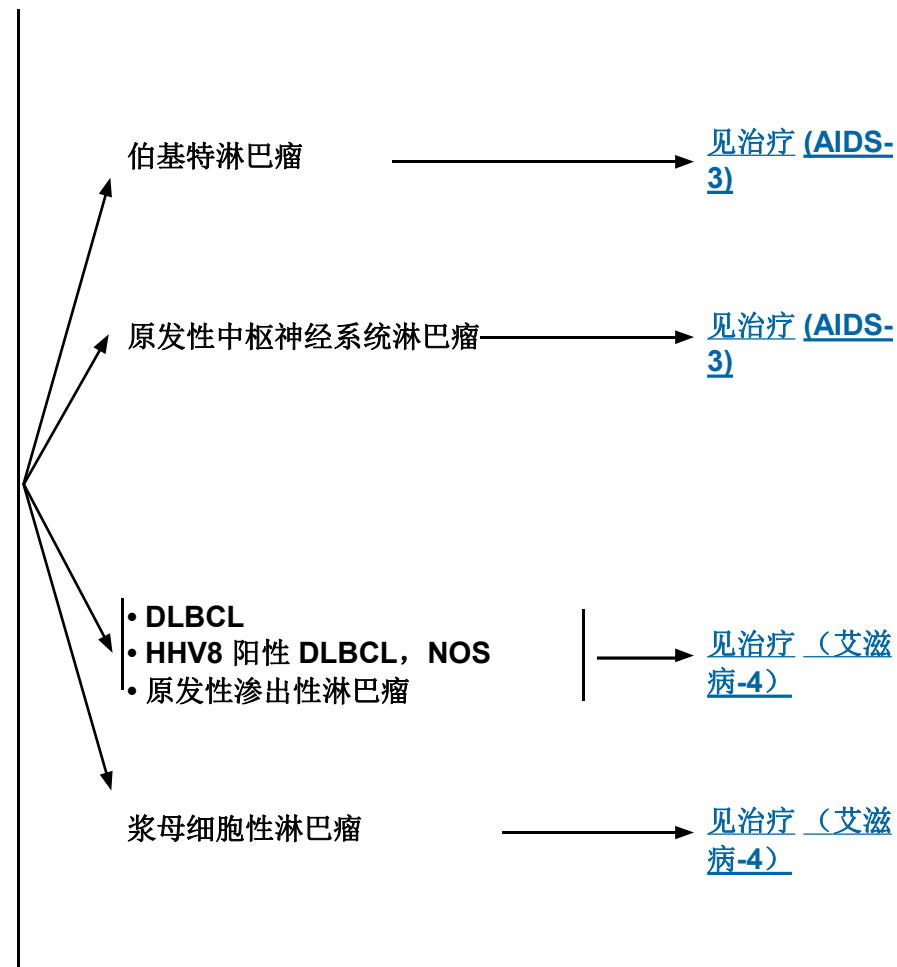 伯基特淋巴瘤
见治疗 (AIDS-
3)
原发性中枢神经系统淋巴瘤
见治疗 (AIDS-
3)
• DLBCL
• HHV8 阳性 DLBCL，NOS
• 原发性渗出性淋巴瘤
见治疗 （艾滋
病-4）
浆母细胞性淋巴瘤
见治疗 （艾滋
病-4）